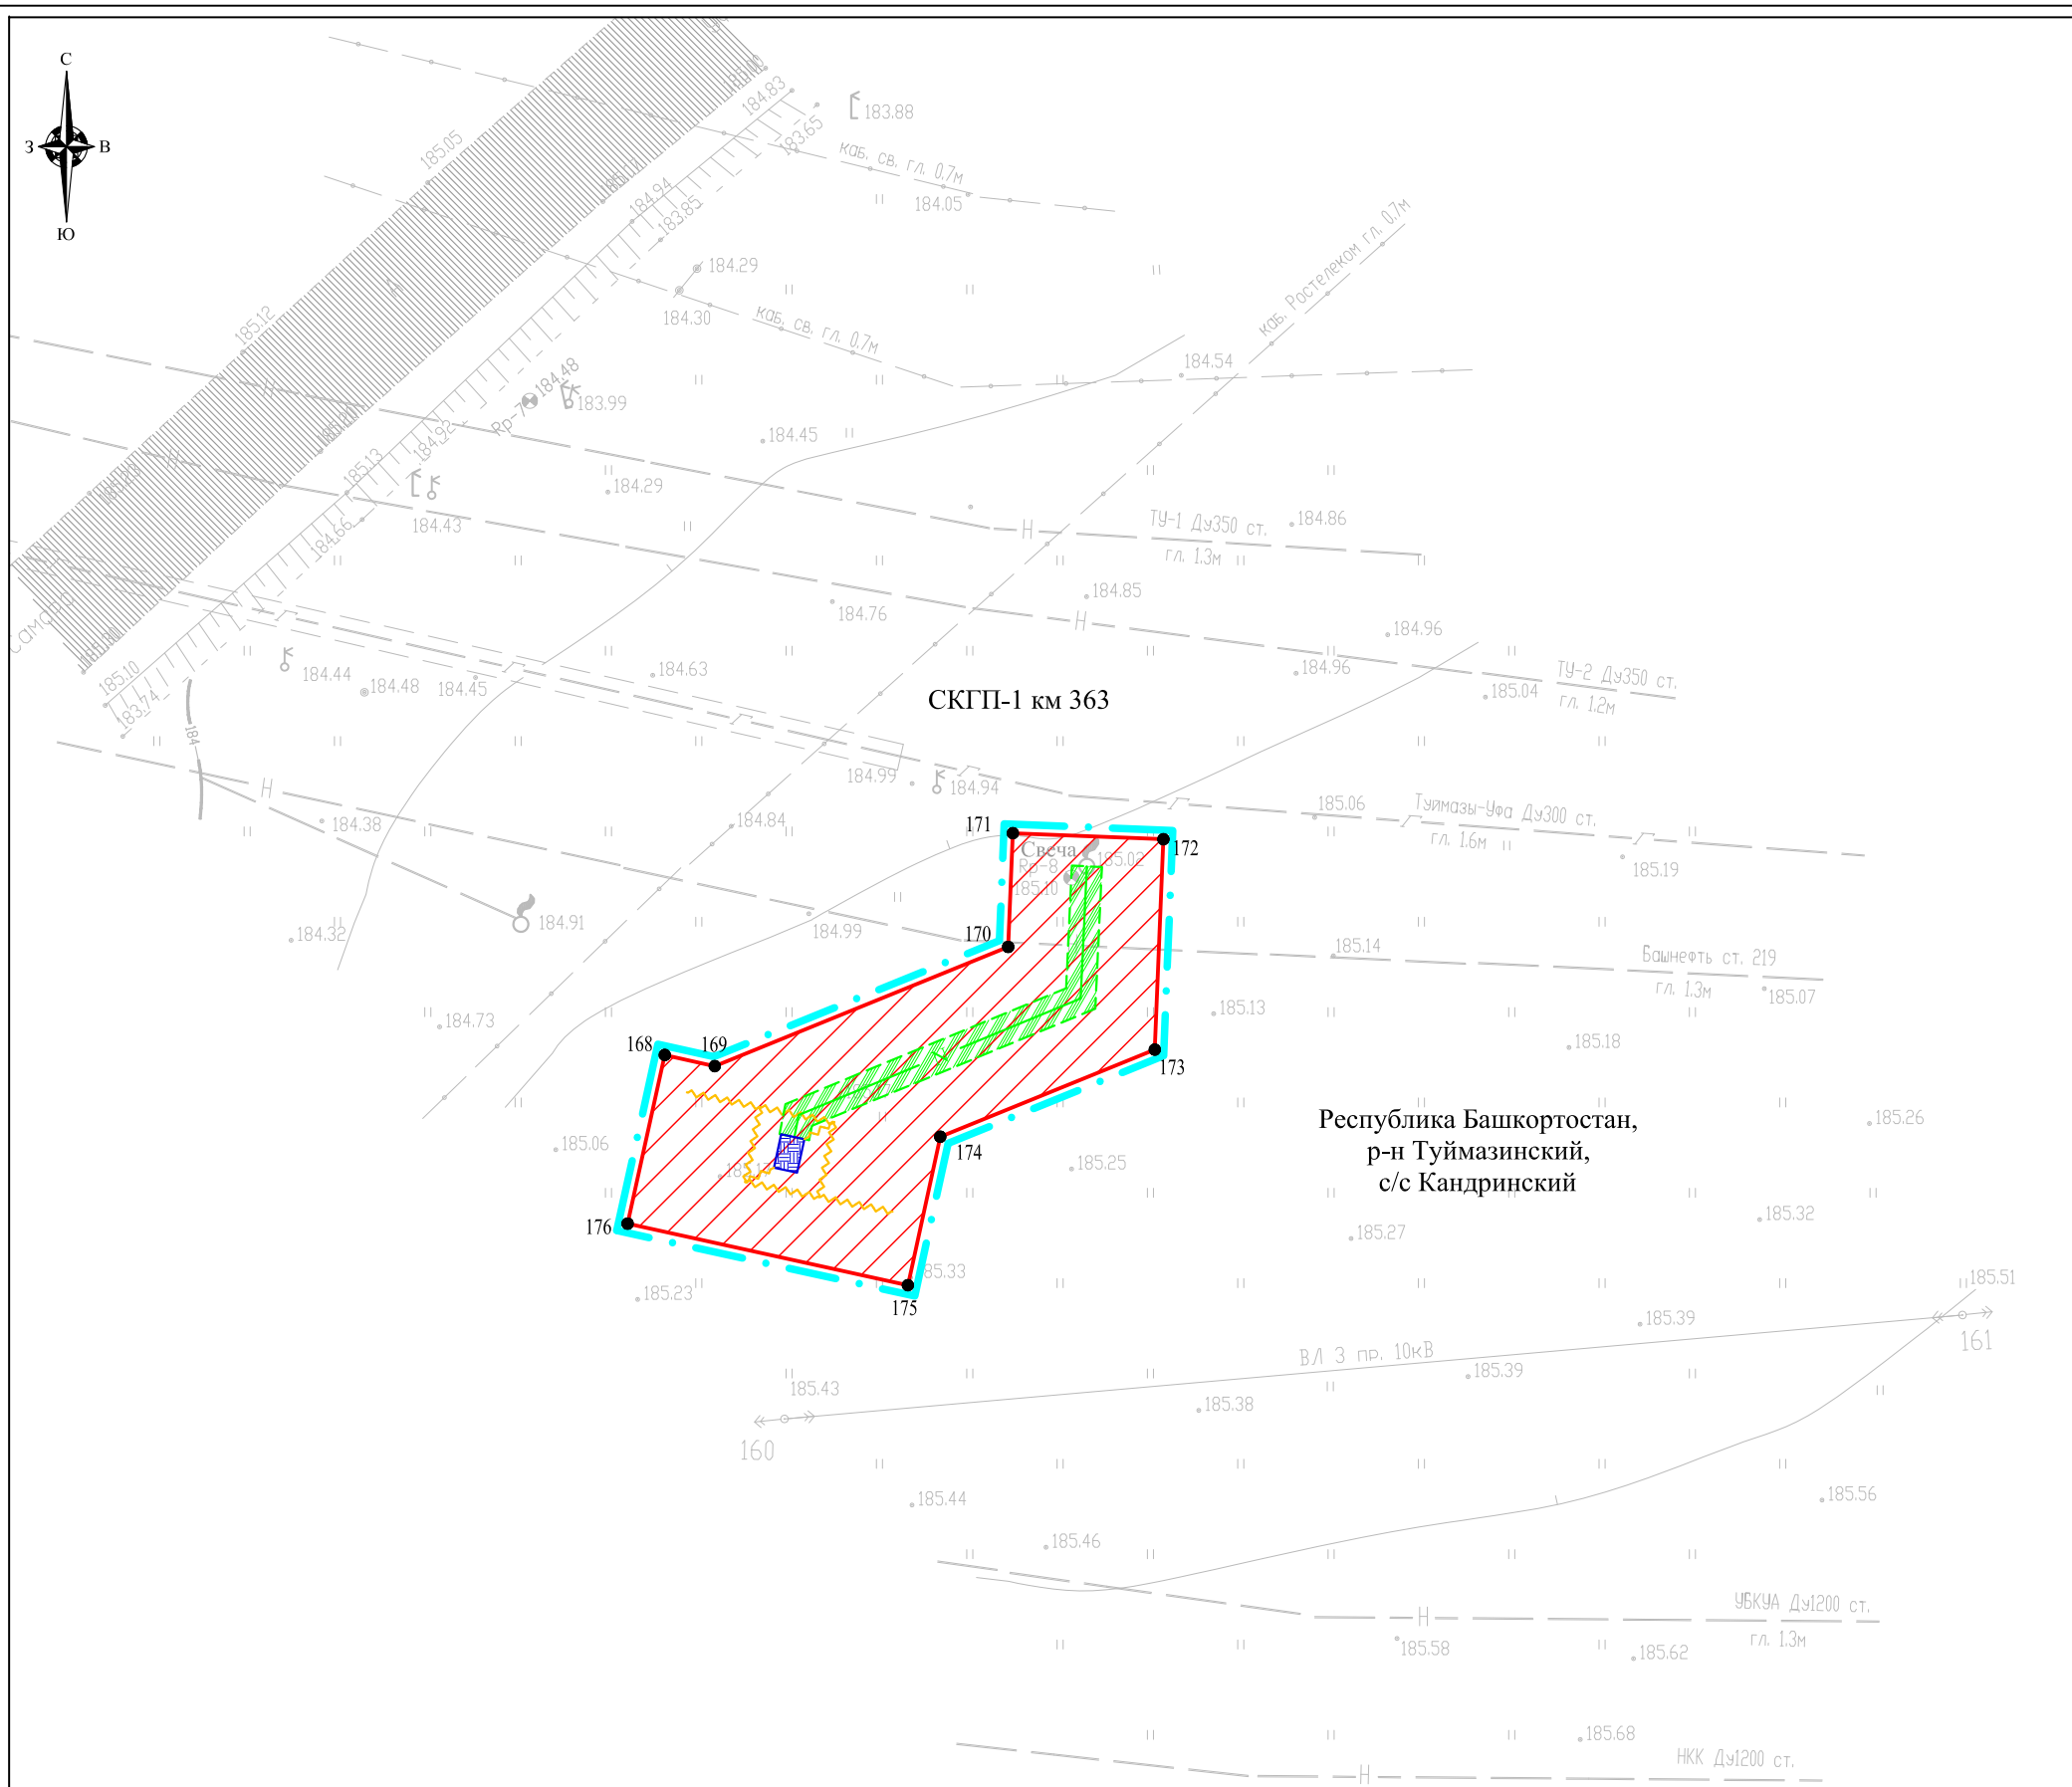 С
183.88
184.83
183.65
185.05
каб. св. гл. 0.7м
З
В
184.94
183.85
184.05
каб. Ростелеком гл. 0.7м
Ю
184.29
184.30
каб. св. гл. 0.7м
185.12
184.54
184.48
Rp-7
183.99
184.92
184.45
185.13
184.29
184.66
184.43
ТУ-1 Ду350 ст.
184.86
гл. 1.3м
184.85
184.76
Самара
184.96
184.63
184.96
185.10
184.44
184.48
184.45
ТУ-2 Ду350 ст.
183.74
СКГП-1 км 363
185.04
гл. 1.2м
184
184.99
184.94
Н
185.06
Туймазы-Уфа Ду300 ст.
184.38
184.84
171
172
гл. 1.6м
Свеча
185.02
Rp-8
185.19
185.10
184.91
184.32
184.99
170
185.14
Башнефть ст. 219
гл. 1.3м
185.07
185.13
184.73
168
169
185.18
173
185.06
Республика Башкортостан,
185.26
р-н Туймазинский,
174
185.25
с/с Кандринский
176
185.32
185.27
185.23
175
185.51
185.39
161
ВЛ 3 пр. 10кВ
185.43
185.39
185.38
160
185.44
185.56
185.46
УБКУА Ду1200 ст.
Н
гл. 1.3м
185.58
185.62
185.68
НКК Ду1200 ст.
Н